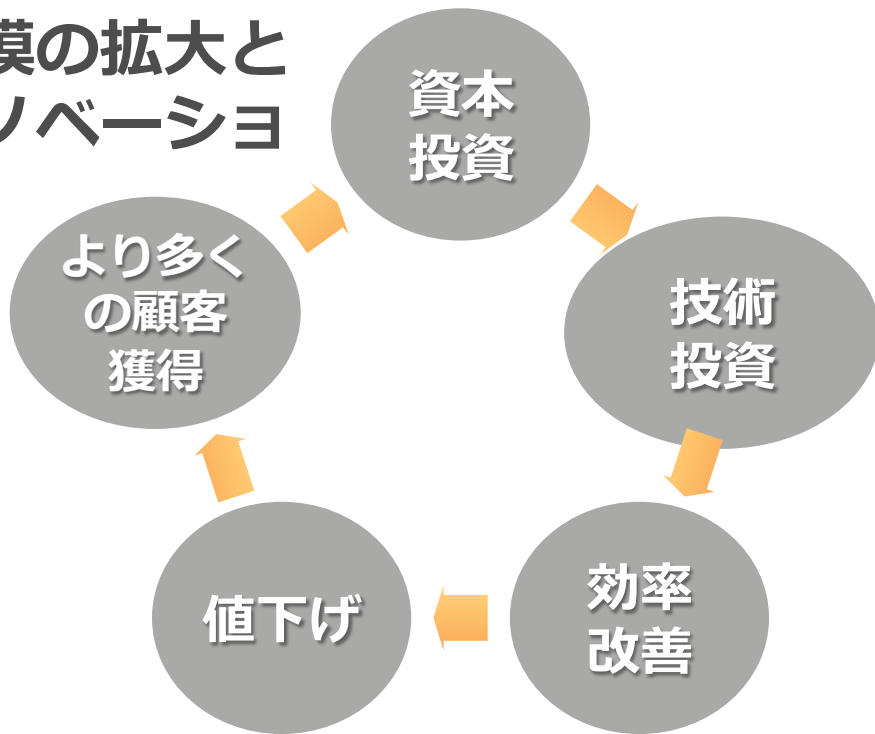 模の拡大と
ノベーショ
資本
投資
より多く
の顧客
獲得
技術
投資
値下げ
効率
改善